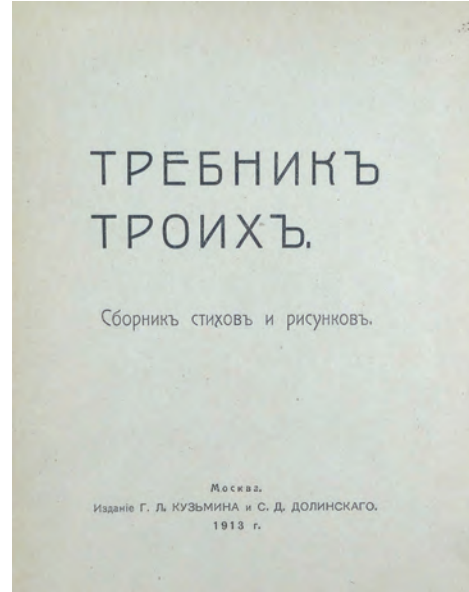 ТРЕБНИКЪ
ТРОИХЪ.
Сборникъ стиховъ и рисунковъ.
Москва.
Изданіе Г. Л. КУЗЬМИНА и С. Д. ДОЛИНСКАГО.
1913 г.